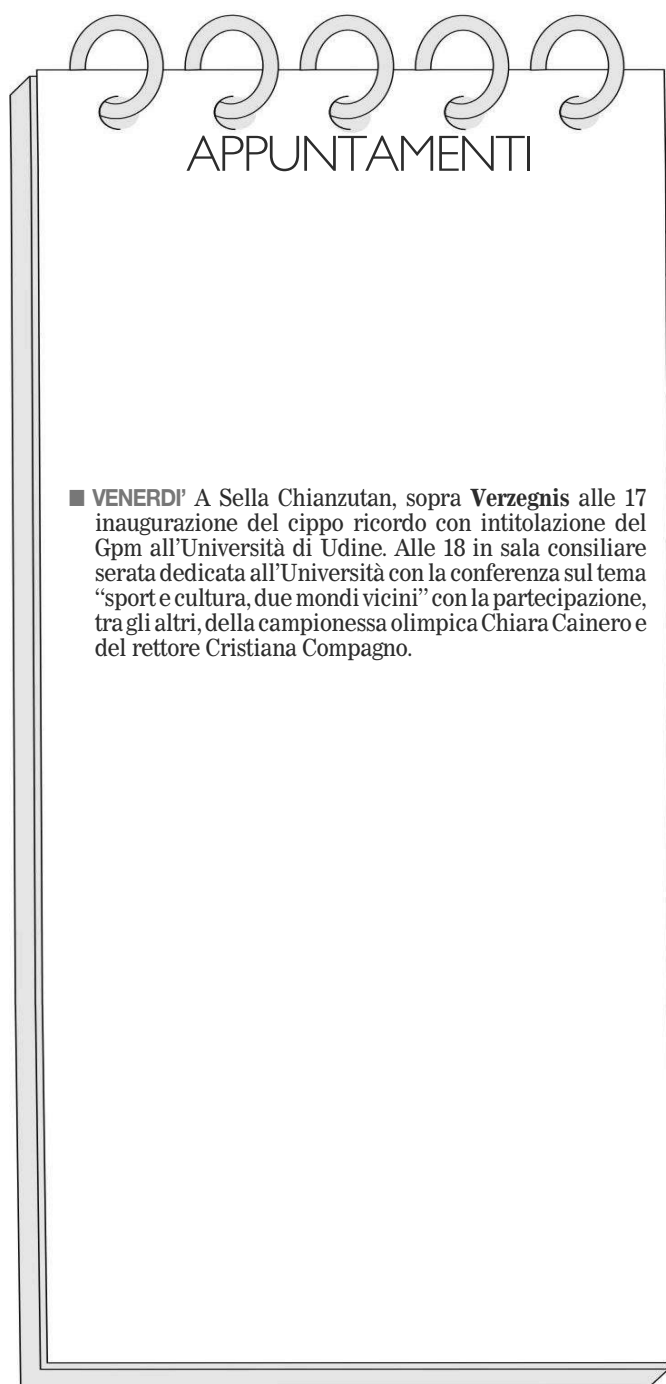 APPUNTAMENTI
■ VENERDI’ A Sella Chianzutan, sopra Verzegnis alle 17
inaugurazione del cippo ricordo con intitolazione del
Gpm all’Università di Udine. Alle 18 in sala consiliare
serata dedicata all’Università con la conferenza sul tema
“sport e cultura, due mondi vicini” con la partecipazione,
tra gli altri, della campionessa olimpica Chiara Cainero e
del rettore Cristiana Compagno.